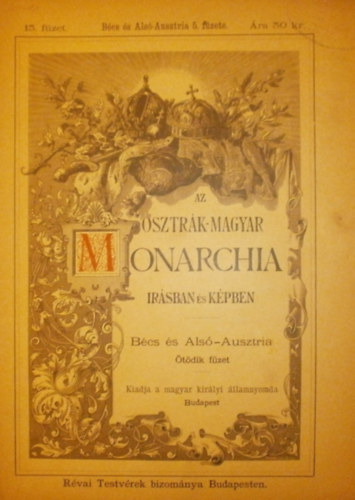 15. füzet. Bécs és Alsó-Ausztria 5. füzete. Ára 30 kr.
AZ
OSZTRÁK-MAGYAR
MONARCHIA
IRÁSBAN ÉS KÉPBEN
Bécs és Alsó-Ausztria
Ötödik füzet
Kiadja a magyar királyi államnyomda
Budapest
Révai Testvérek bizománya Budapesten.